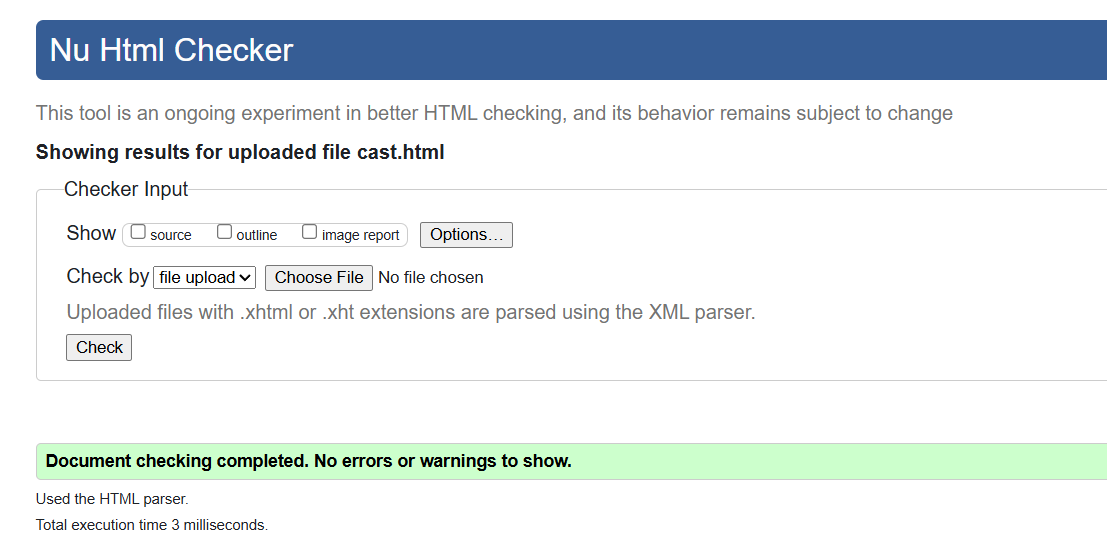 Nu Html Checker
This tool is an ongoing experiment in better HTML checking, and its behavior remains subject to change
Showing results for uploaded file cast.html
Checker Input
Show source outline image report Options…
Check by file upload Choose File No file chosen
Uploaded files with .xhtml or .xht extensions are parsed using the XML parser.
Check
Document checking completed. No errors or warnings to show.
Used the HTML parser.
Total execution time 3 milliseconds.